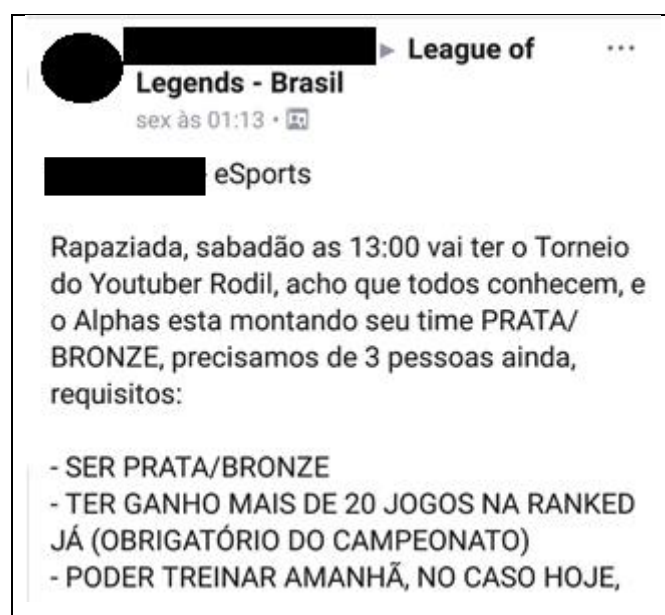 ▸ League of ...
Legends - Brasil
sex às 01:13 ·
eSports
Rapaziada, sabadão as 13:00 vai ter o Torneio
do Youtuber Rodil, acho que todos conhecem, e
o Alphas esta montando seu time PRATA/
BRONZE, precisamos de 3 pessoas ainda,
requisitos:
- SER PRATA/BRONZE
- TER GANHO MAIS DE 20 JOGOS NA RANKED
JÁ (OBRIGATÓRIO DO CAMPEONATO)
- PODER TREINAR AMANHÃ, NO CASO HOJE,